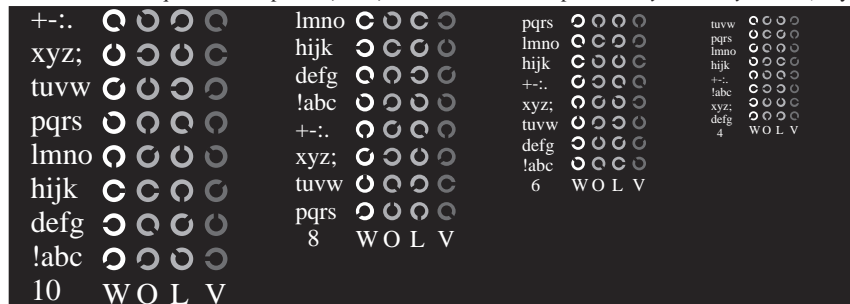 +-:.
xyz;
tuvw
pqrs
lmno
hijk
defg
!abc
10 W O L V
lmno
hijk
defg
!abc
+-:.
xyz;
tuvw
pqrs
8 W O L V
pqrs
lmno
hijk
+-:.
xyz;
tuvw
defg
!abc
6 W O L V
tuvw
pqrs
lmno
hijk
+-:.
!abc
xyz;
defg
4 W O L V